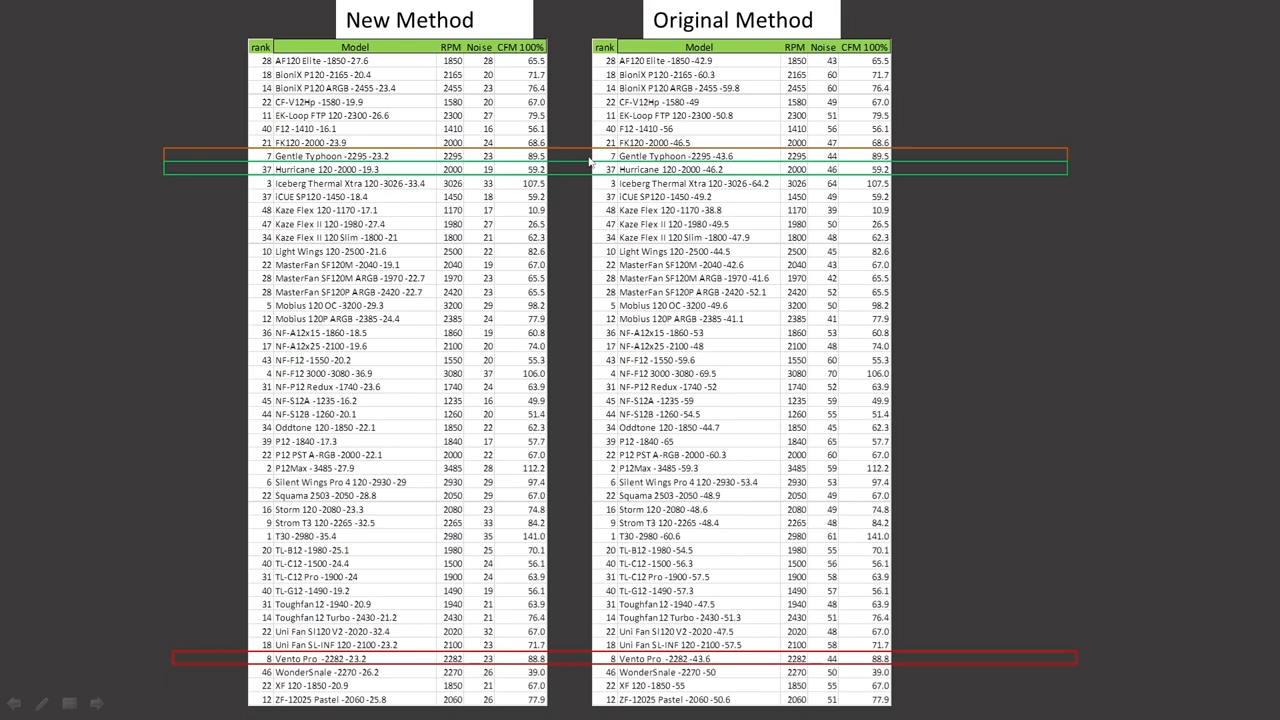 New Method Original Method
rank Model RPM Noise CFM 100% rank Model RPM Noise CFM 100%
28 AF120 Elite -1850 -27.6 1850 28 65.5 28 AF120 Elite -1850 -42.9 1850 43 65.5
18 BioniX P120 -2165 -20.4 2165 20 71.7 18 BioniX P120 -2165 -60.3 2165 60 71.7
14 BioniX P120 ARGB -2455 -23.4 2455 23 76.4 14 BioniX P120 ARGB -2455 -59.8 2455 60 76.4
22 CF-V12Hp -1580 -19.9 1580 20 67.0 22 CF-V12Hp -1580 -49 1580 49 67.0
11 EK-Loop FTP 120 -2300 -26.6 2300 27 79.5 11 EK-Loop FTP 120 -2300 -50.8 2300 51 79.5
40 F12 -1410 -16.1 1410 16 56.1 40 F12 -1410 -56 1410 56 56.1
21 FK120 -2000 -23.9 2000 24 68.6 21 FK120 -2000 -46.5 2000 47 68.6
7 Gentle Typhoon -2295 -23.2 2295 23 89.5 7 Gentle Typhoon -2295 -43.6 2295 44 89.5
37 Hurricane 120 -2000 -19.3 2000 19 59.2 37 Hurricane 120 -2000 -46.2 2000 46 59.2
3 Iceberg Thermal Xtra 120 -3026 -33.4 3026 33 107.5 3 Iceberg Thermal Xtra 120 -3026 -64.2 3026 64 107.5
37 iCUE SP120 -1450 -18.4 1450 18 59.2 37 iCUE SP120 -1450 -49.2 1450 49 59.2
48 Kaze Flex 120 -1170 -17.1 1170 17 10.9 48 Kaze Flex 120 -1170 -38.8 1170 39 10.9
47 Kaze Flex II 120 -1980 -27.4 1980 27 26.5 47 Kaze Flex II 120 -1980 -49.5 1980 50 26.5
34 Kaze Flex II 120 Slim -1800 -21 1800 21 62.3 34 Kaze Flex II 120 Slim -1800 -47.9 1800 48 62.3
10 Light Wings 120 -2500 -21.6 2500 22 82.6 10 Light Wings 120 -2500 -44.5 2500 45 82.6
22 MasterFan SF120M -2040 -19.1 2040 19 67.0 22 MasterFan SF120M -2040 -42.6 2040 43 67.0
28 MasterFan SF120M ARGB -1970 -22.7 1970 23 65.5 28 MasterFan SF120M ARGB -1970 -41.6 1970 42 65.5
28 MasterFan SF120P ARGB -2420 -22.7 2420 23 65.5 28 MasterFan SF120P ARGB -2420 -52.1 2420 52 65.5
5 Mobius 120 OC -3200 -29.3 3200 29 98.2 5 Mobius 120 OC -3200 -49.6 3200 50 98.2
12 Mobius 120P ARGB -2385 -24.4 2385 24 77.9 12 Mobius 120P ARGB -2385 -41.1 2385 41 77.9
36 NF-A12x15 -1860 -18.5 1860 19 60.8 36 NF-A12x15 -1860 -53 1860 53 60.8
17 NF-A12x25 -2100 -19.6 2100 20 74.0 17 NF-A12x25 -2100 -48 2100 48 74.0
43 NF-F12 -1550 -20.2 1550 20 55.3 43 NF-F12 -1550 -59.6 1550 60 55.3
4 NF-F12 3000 -3080 -36.9 3080 37 106.0 4 NF-F12 3000 -3080 -69.5 3080 70 106.0
31 NF-P12 Redux -1740 -23.6 1740 24 63.9 31 NF-P12 Redux -1740 -52 1740 52 63.9
45 NF-S12A -1235 -16.2 1235 16 49.9 45 NF-S12A -1235 -59 1235 59 49.9
44 NF-S12B -1260 -20.1 1260 20 51.4 44 NF-S12B -1260 -54.5 1260 55 51.4
34 Oddtone 120 -1850 -22.1 1850 22 62.3 34 Oddtone 120 -1850 -44.7 1850 45 62.3
39 P12 -1840 -17.3 1840 17 57.7 39 P12 -1840 -65 1840 65 57.7
22 P12 PST A-RGB -2000 -22.1 2000 22 67.0 22 P12 PST A-RGB -2000 -60.3 2000 60 67.0
2 P12Max -3485 -27.9 3485 28 112.2 2 P12Max -3485 -59.3 3485 59 112.2
6 Silent Wings Pro 4 120 -2930 -29 2930 29 97.4 6 Silent Wings Pro 4 120 -2930 -53.4 2930 53 97.4
22 Squama 2503 -2050 -28.8 2050 29 67.0 22 Squama 2503 -2050 -48.9 2050 49 67.0
16 Storm 120 -2080 -23.3 2080 23 74.8 16 Storm 120 -2080 -48.6 2080 49 74.8
9 Strom T3 120 -2265 -32.5 2265 33 84.2 9 Strom T3 120 -2265 -48.4 2265 48 84.2
1 T30 -2980 -35.4 2980 35 141.0 1 T30 -2980 -60.6 2980 61 141.0
20 TL-B12 -1980 -25.1 1980 25 70.1 20 TL-B12 -1980 -54.5 1980 55 70.1
40 TL-C12 -1500 -24.4 1500 24 56.1 40 TL-C12 -1500 -56.3 1500 56 56.1
31 TL-C12 Pro -1900 -24 1900 24 63.9 31 TL-C12 Pro -1900 -57.5 1900 58 63.9
40 TL-G12 -1490 -19.2 1490 19 56.1 40 TL-G12 -1490 -57.3 1490 57 56.1
31 Toughfan12 -1940 -20.9 1940 21 63.9 31 Toughfan12 -1940 -47.5 1940 48 63.9
14 Toughfan12 Turbo -2430 -21.2 2430 21 76.4 14 Toughfan12 Turbo -2430 -51.3 2430 51 76.4
22 Uni Fan SI120 V2 -2020 -32.4 2020 32 67.0 22 Uni Fan SI120 V2 -2020 -47.5 2020 48 67.0
18 Uni Fan SL-INF 120 -2100 -23.2 2100 23 71.7 18 Uni Fan SL-INF 120 -2100 -57.5 2100 58 71.7
8 Vento Pro -2282 -23.2 2282 23 88.8 8 Vento Pro -2282 -43.6 2282 44 88.8
46 WonderSnale -2270 -26.2 2270 26 39.0 46 WonderSnale -2270 -50 2270 50 39.0
22 XF 120 -1850 -20.9 1850 21 67.0 22 XF 120 -1850 -55 1850 55 67.0
12 ZF-12025 Pastel -2060 -25.8 2060 26 77.9 12 ZF-12025 Pastel -2060 -50.6 2060 51 77.9